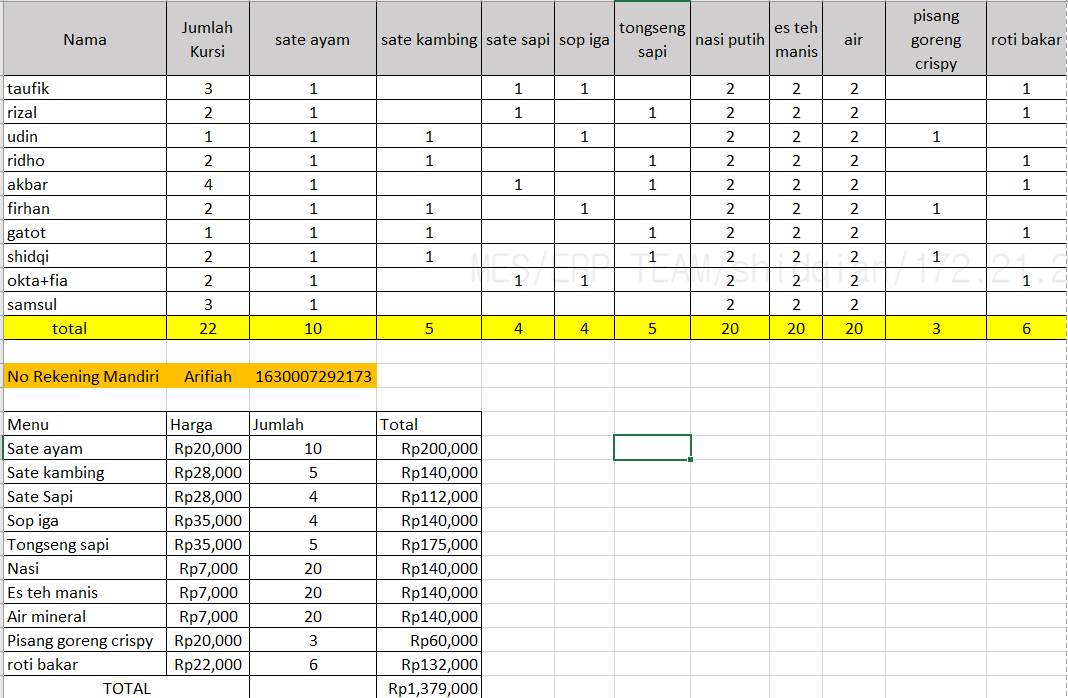 Nama Jumlah Kursi sate ayam sate kambing sate sapi sop iga tongseng sapi nasi putih es teh manis air pisang goreng crispy roti bakar
taufik 3 1 1 1 2 2 2 1
rizal 2 1 1 1 2 2 2 1
udin 1 1 1 1 2 2 2 1
ridho 2 1 1 1 2 2 2 1
akbar 4 1 1 1 2 2 2 1
firhan 2 1 1 1 2 2 2 1
gatot 1 1 1 1 2 2 2 1
shidqi 2 1 1 1 2 2 2 1
MES/ERP TEAM/shidqian/172.21.2
okta+fia 2 1 1 1 2 2 2 1
samsul 3 1 2 2 2
total 22 10 5 4 4 5 20 20 20 3 6
No Rekening Mandiri Arifiah 1630007292173
Menu Harga Jumlah Total
Sate ayam Rp20,000 10 Rp200,000
Sate kambing Rp28,000 5 Rp140,000
Sate Sapi Rp28,000 4 Rp112,000
Sop iga Rp35,000 4 Rp140,000
Tongseng sapi Rp35,000 5 Rp175,000
Nasi Rp7,000 20 Rp140,000
Es teh manis Rp7,000 20 Rp140,000
Air mineral Rp7,000 20 Rp140,000
Pisang goreng crispy Rp20,000 3 Rp60,000
roti bakar Rp22,000 6 Rp132,000
TOTAL Rp1,379,000